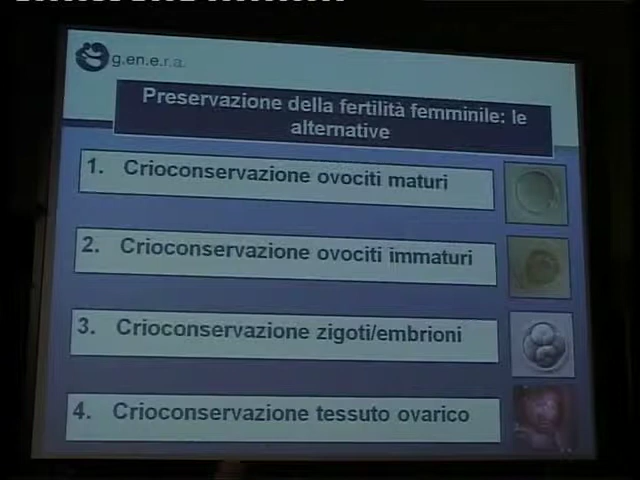 g.en.e.r.a.
Preservazione della fertilità femminile: le
alternative
1. Crioconservazione ovociti maturi
2. Crioconservazione ovociti immaturi
3. Crioconservazione zigoti/embrioni
4. Crioconservazione tessuto ovarico